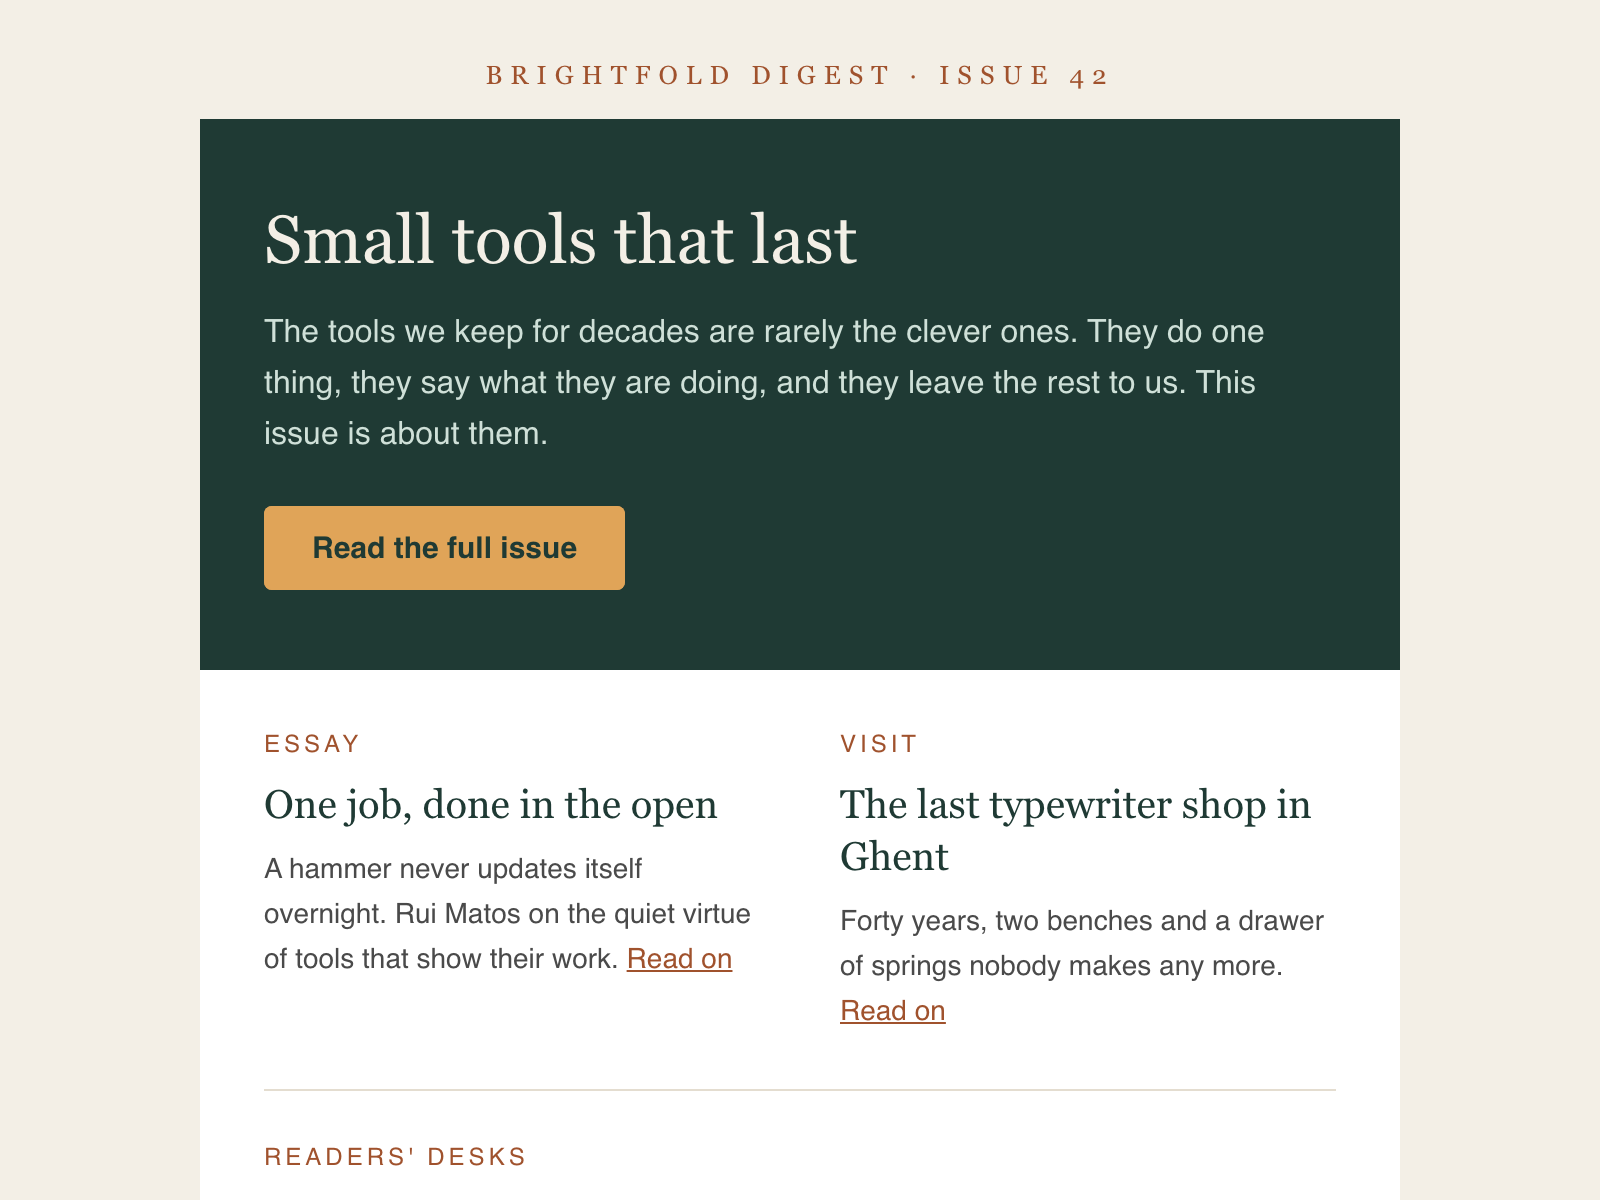 BRIGHTFOLD DIGEST · ISSUE 42
Small tools that last
The tools we keep for decades are rarely the clever ones. They do one
thing, they say what they are doing, and they leave the rest to us. This
issue is about them.
Read the full issue
ESSAY
One job, done in the open
A hammer never updates itself
overnight. Rui Matos on the quiet virtue
of tools that show their work. Read on
VISIT
The last typewriter shop in
Ghent
Forty years, two benches and a drawer
of springs nobody makes any more.
Read on
READERS' DESKS